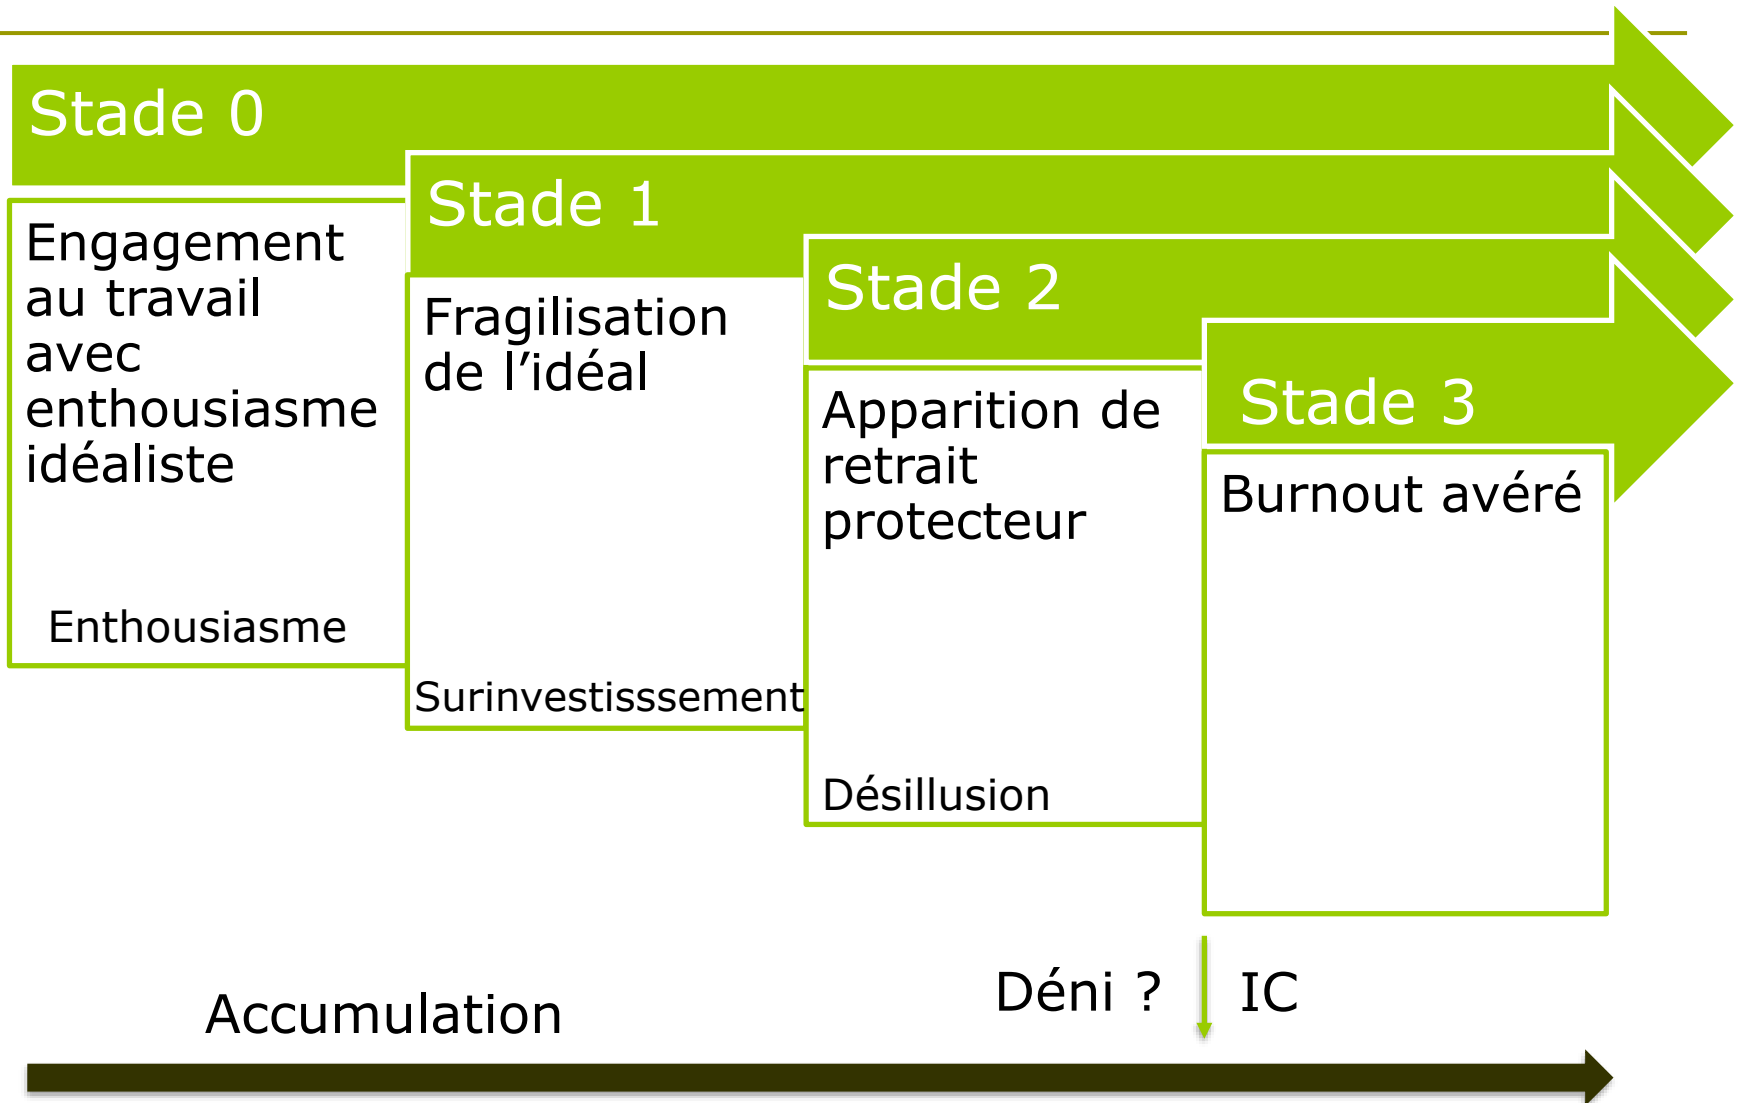 Stade 0
Engagement
au travail
avec
enthousiasme
idéaliste
Enthousiasme
Stade 1
Fragilisation
de l’idéal
Surinvestisssement
Stade 2
Apparition de
retrait
protecteur
Désillusion
Stade 3
Burnout avéré
Déni ?
IC
Accumulation